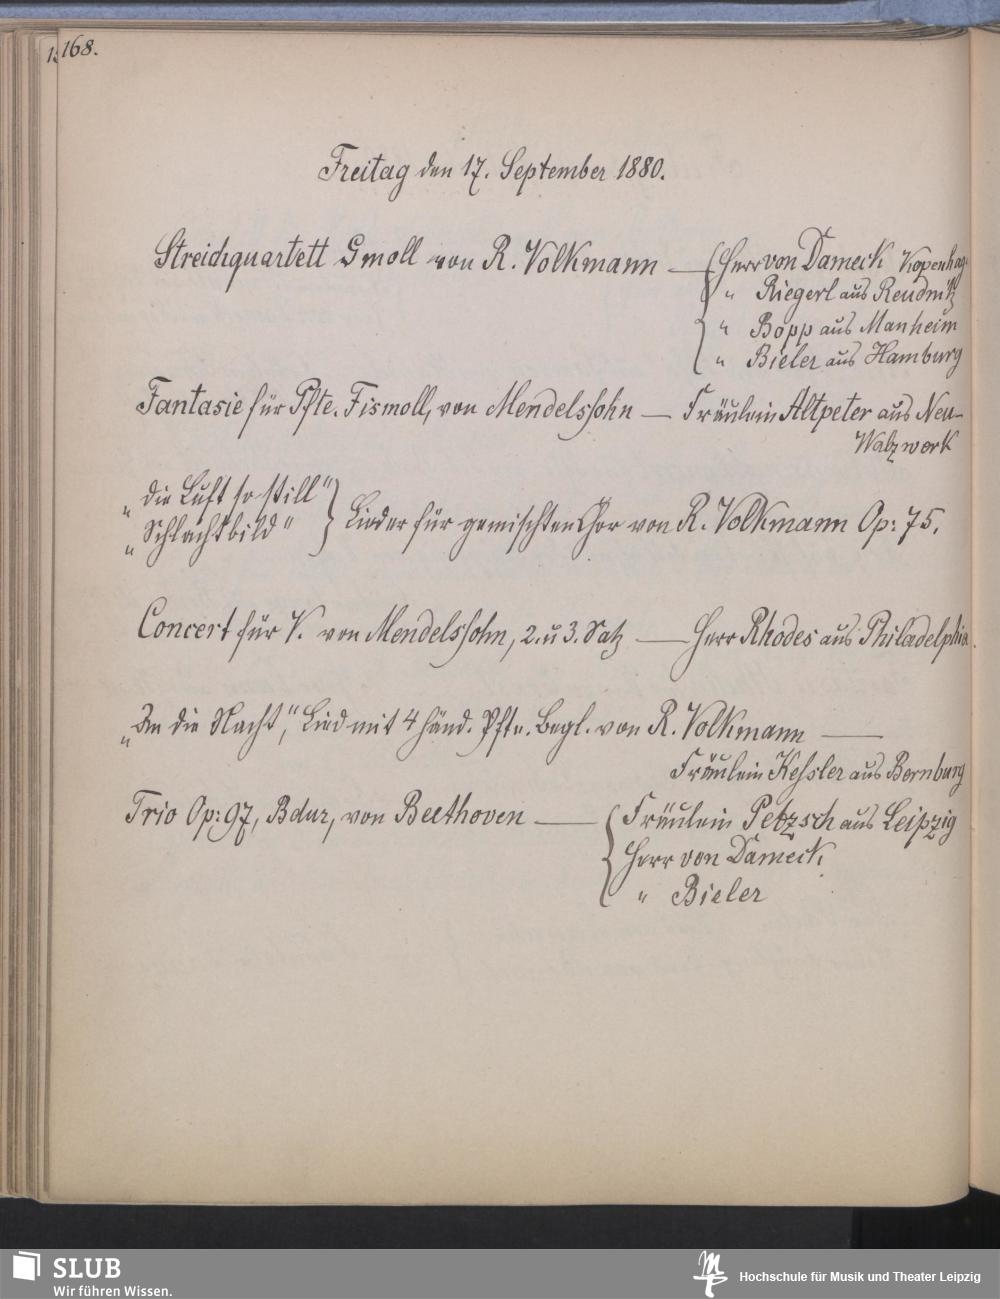 168.
Freitag den 17. September 1880.
Streichquartett Gmoll von R. Volkmann — Herr von Dameck Kopenhag.
" Riegerl aus Reudnitz
" Bopp aus Manheim
" Bieler aus Hamburg
Fantasie für Pfte. Fismoll, von Mendelssohn — Fräulein Altpeter aus Neu-
Walzwerk
„die Luft so still"
„Schlachtbild" } Lieder für gemischten Chor von R. Volkmann Op: 75.
Concert für V. von Mendelssohn, 2. u 3. Satz — Herr Rhodes aus Philadelphia.
„An die Nacht", Lied mit 4 händ. Pfte. Begl. von R. Volkmann —
Fräulein Kessler aus Bernburg
Trio Op: 97, Bdur, von Beethoven — Fräulein Petzsch aus Leipzig
Herr von Dameck
" Bieler
SLUB
Wir führen Wissen.
Hochschule für Musik und Theater Leipzig